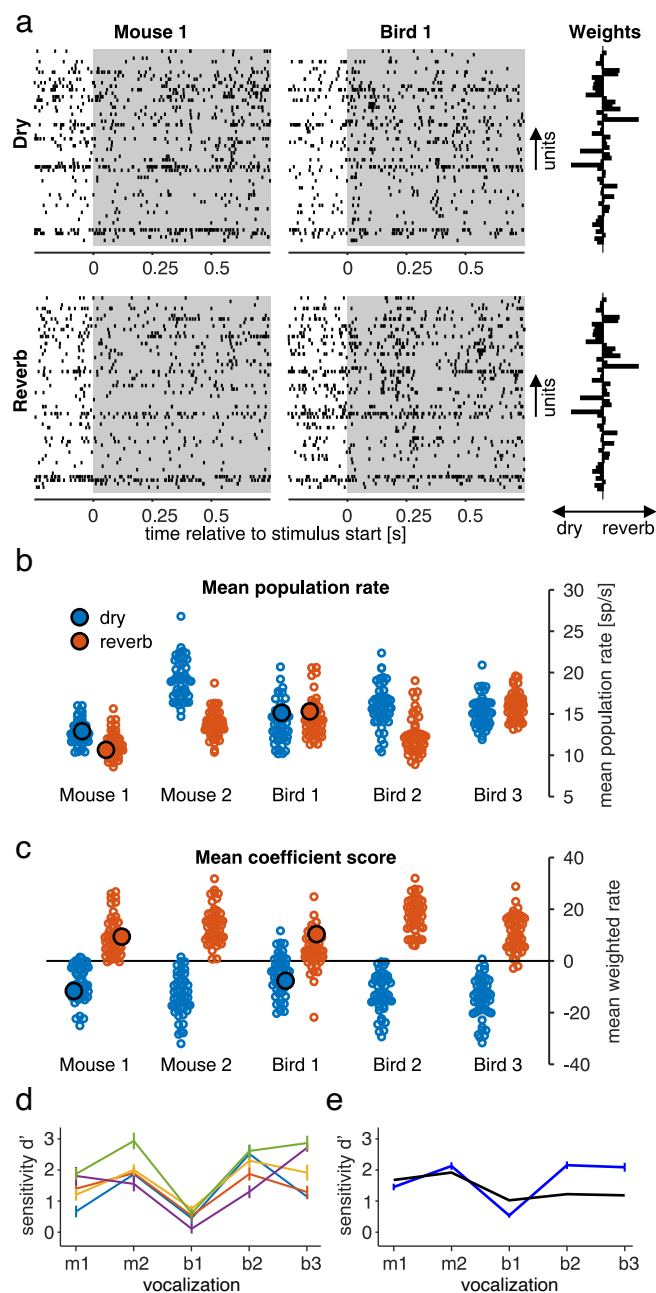 a
Mouse 1 Bird 1 Weights
Dry
units
0 0.25 0.5 0 0.25 0.5
Reverb
units
0 0.25 0.5 0 0.25 0.5
time relative to stimulus start [s]
dry reverb
b
Mean population rate
dry
reverb
30
25
20
15
10
5
mean population rate [sp/s]
Mouse 1 Mouse 2 Bird 1 Bird 2 Bird 3
c
Mean coefficient score
40
20
0
-20
-40
mean weighted rate
Mouse 1 Mouse 2 Bird 1 Bird 2 Bird 3
d
sensitivity d'
3
2
1
0
m1 m2 b1 b2 b3
vocalization
e
sensitivity d'
3
2
1
0
m1 m2 b1 b2 b3
vocalization